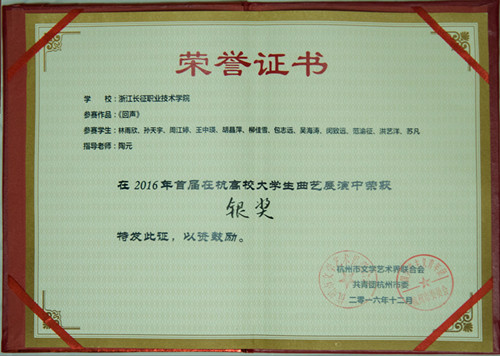 荣誉证书
学 校：浙江长征职业技术学院
参赛作品：《回声》
参赛学生：林雨欣、孙天宇、周江婷、王中颐、胡晶萍、柳佳雪、包志远、吴海涛、闵致远、范渝征、洪艺洋、苏凡
指导老师：陶元
在2016年首届在杭高校大学生曲艺展演中荣获
银奖
特发此证，以资鼓励。
杭州市文学艺术界联合会
共青团杭州市委
二零一六年十二月